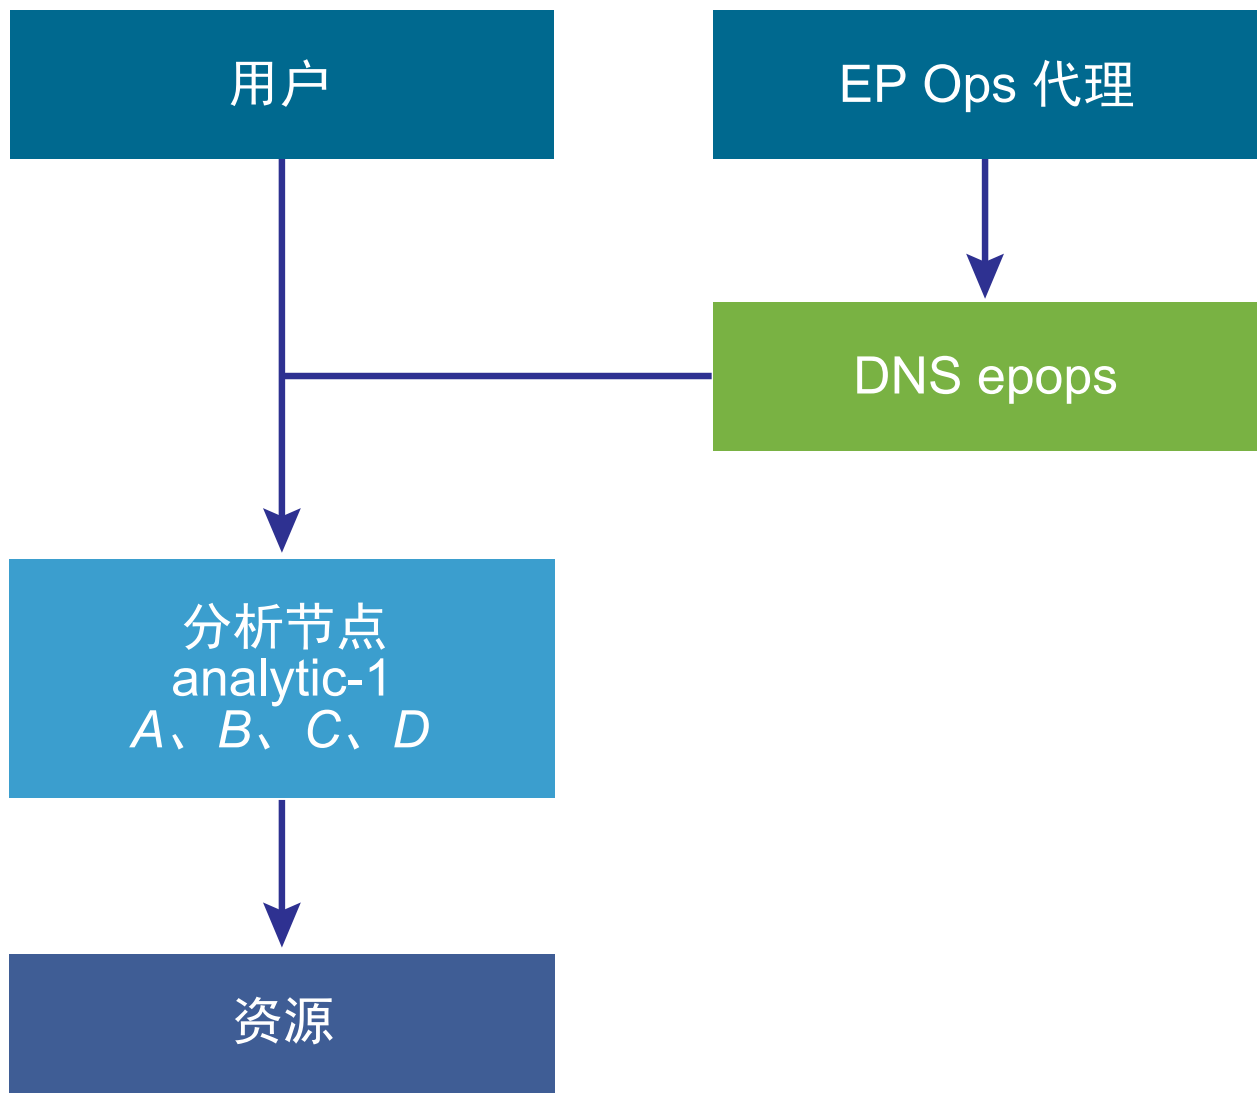 用户
EP Ops 代理
DNS epops
分析节点
analytic-1
A、B、C、D
资源